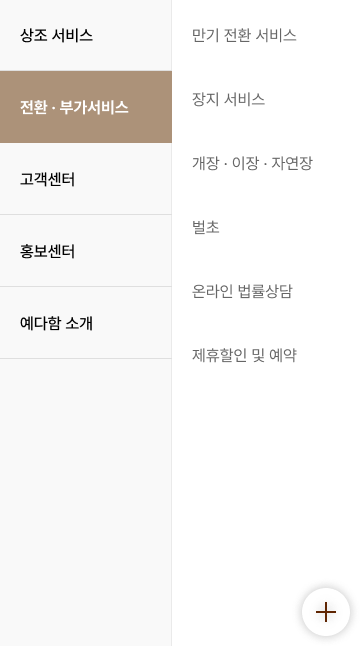 상조 서비스
전환 · 부가서비스
고객센터
홍보센터
예다함 소개
만기 전환 서비스
장지 서비스
개장 · 이장 · 자연장
벌초
온라인 법률상담
제휴할인 및 예약